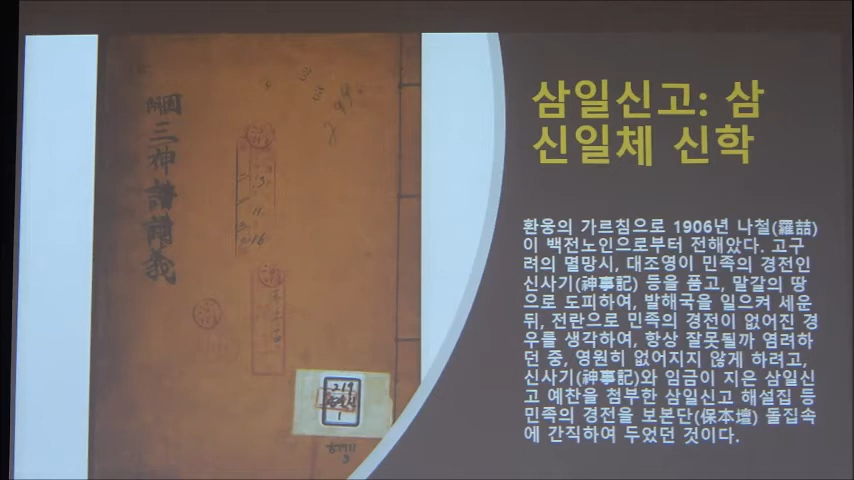 삼일신고: 삼
신일체 신학
환웅의 가르침으로 1906년 나철(羅喆)
이 백전노인으로부터 전해왔다. 고구
려의 멸망시, 대조영이 민족의 경전인
신사기(神事記) 등을 품고, 말갈의 땅
으로 도피하여, 발해국을 일으켜 세운
뒤, 전란으로 민족의 경전이 없어진 경
우를 생각하여, 항상 잘못될까 염려하
던 중, 영원히 없어지지 않게 하려고,
신사기(神事記)와 임금이 지은 삼일신
고 예찬을 첨부한 삼일신고 해설집 등
민족의 경전을 보본단(保本壇) 돌집속
에 간직하여 두었던 것이다.
三神
義
219
1